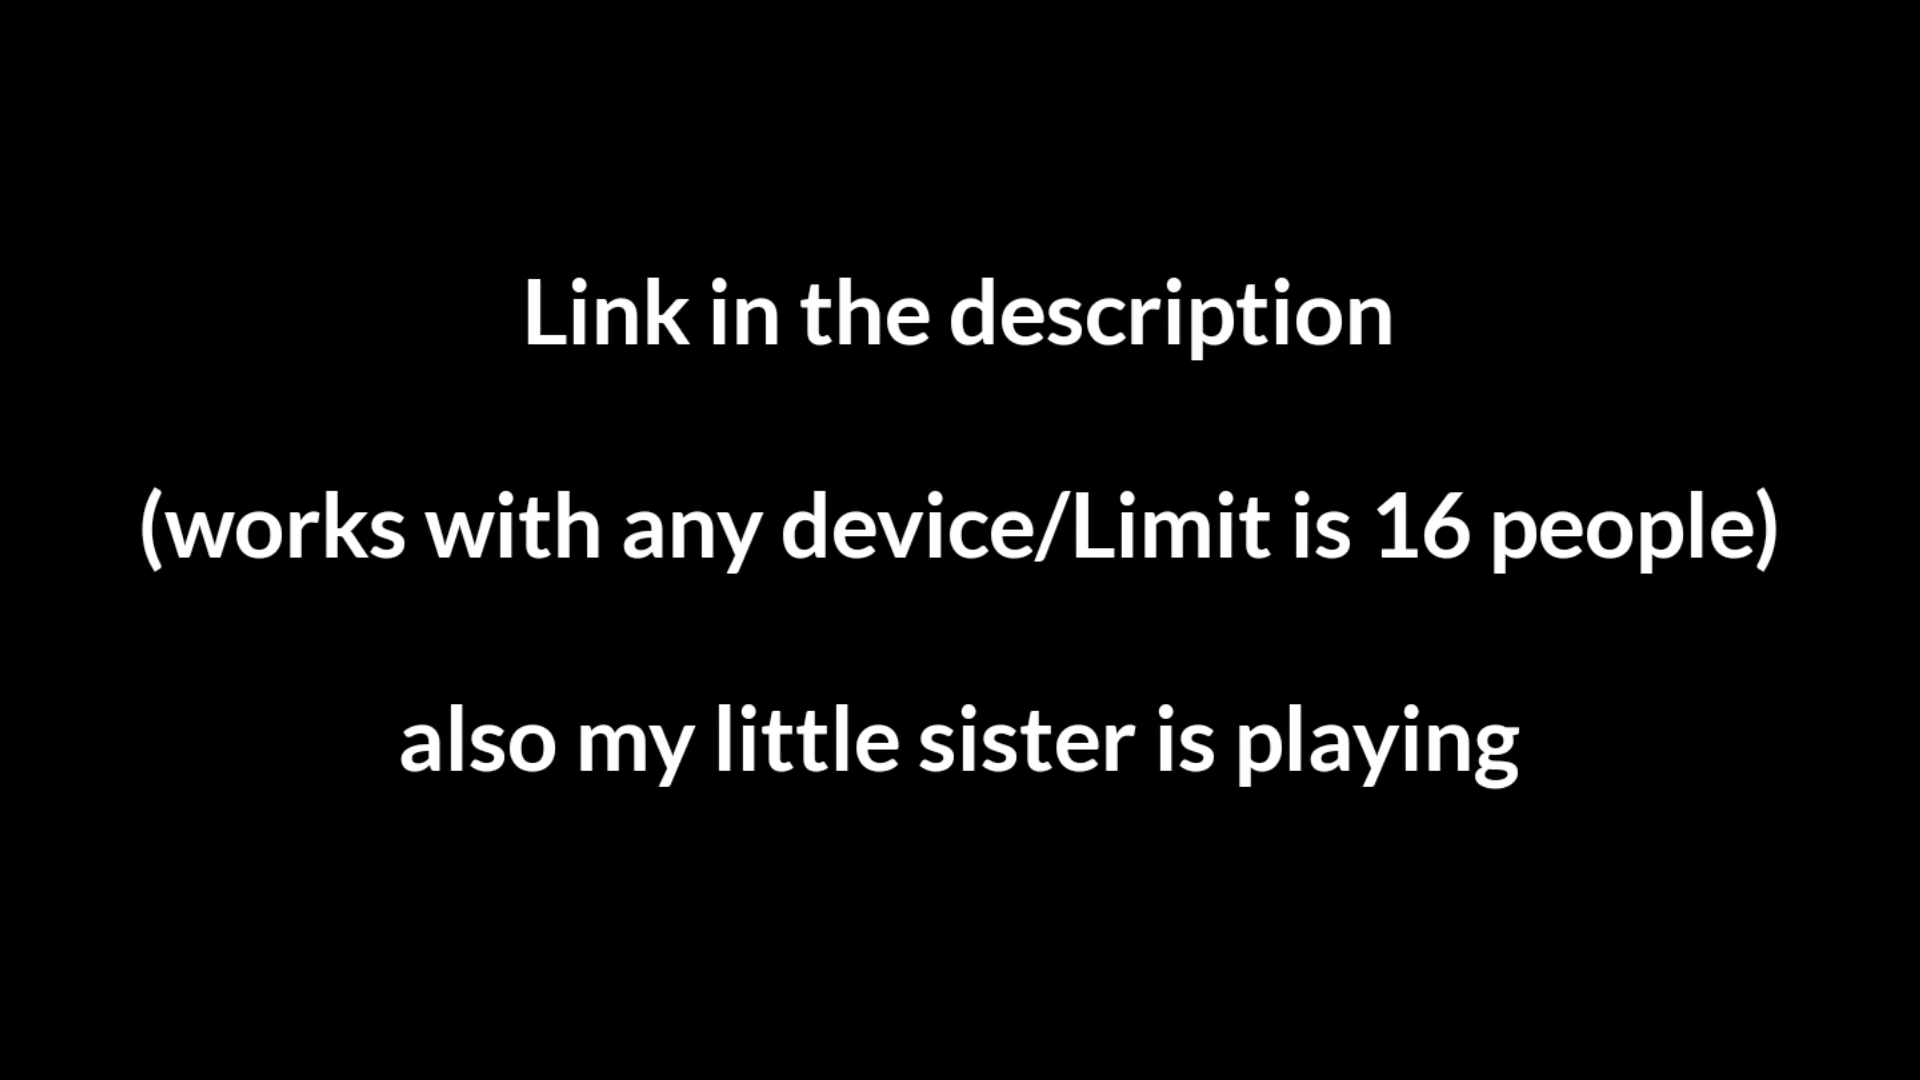 Link in the description
(works with any device/Limit is 16 people)
also my little sister is playing